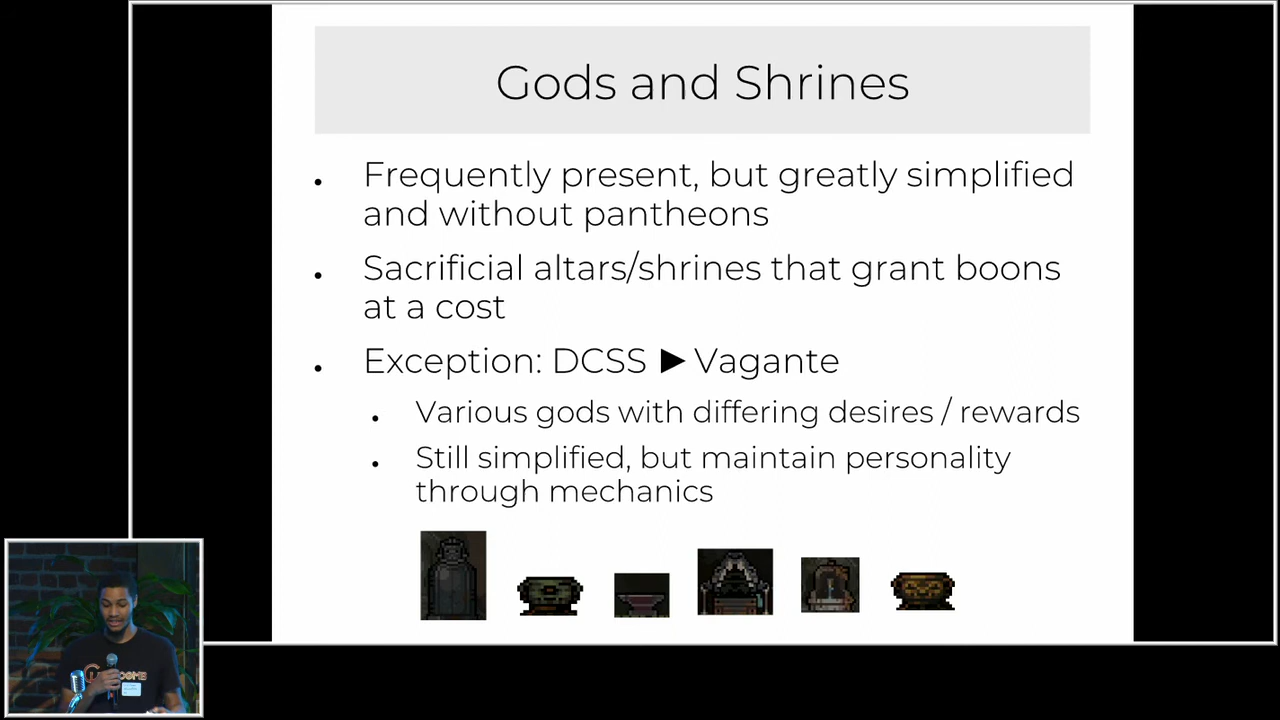 Gods and Shrines
• Frequently present, but greatly simplified
and without pantheons
• Sacrificial altars/shrines that grant boons
at a cost
• Exception: DCSS ► Vagante
• Various gods with differing desires / rewards
• Still simplified, but maintain personality
through mechanics